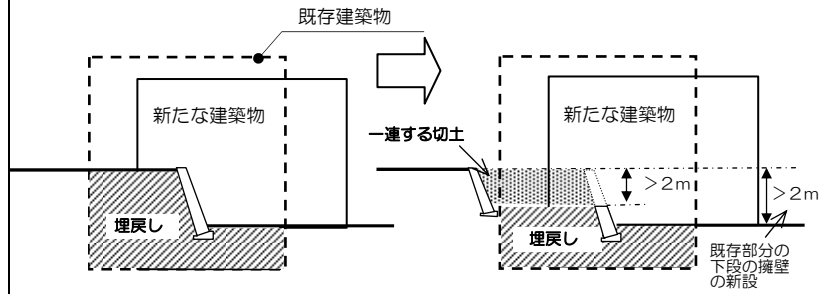 既存建築物
新たな建築物
埋戻し
一連する切土
新たな建築物
>2m
>2m
埋戻し
既存部分の
下段の擁壁
の新設